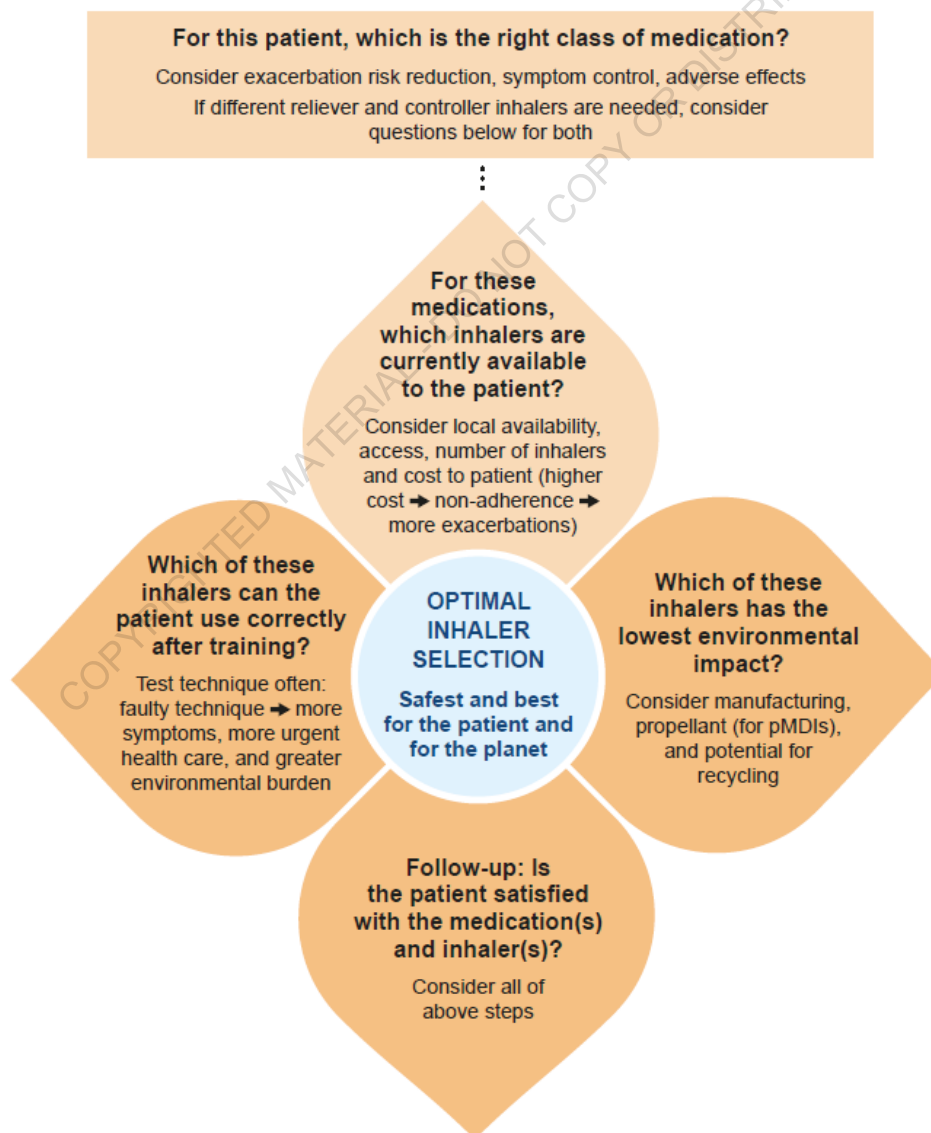 For this patient, which is the right class of medication?
Consider exacerbation risk reduction, symptom control, adverse effects
If different reliever and controller inhalers are needed, consider
questions below for both
For these
medications,
which inhalers are
currently available
to the patient?
Consider local availability,
access, number of inhalers
and cost to patient (higher
cost ➔ non-adherence ➔
more exacerbations)
Which of these
inhalers can the
patient use correctly
after training?
Test technique often:
faulty technique ➔ more
symptoms, more urgent
health care, and greater
environmental burden
OPTIMAL
INHALER
SELECTION
Safest and best
for the patient and
for the planet
Which of these
inhalers has the
lowest environmental
impact?
Consider manufacturing,
propellant (for pMDIs),
and potential for
recycling
Follow-up: Is
the patient satisfied
with the medication(s)
and inhaler(s)?
Consider all of
above steps
COPYRIGHTED MATERIAL - DO NOT COPY OR